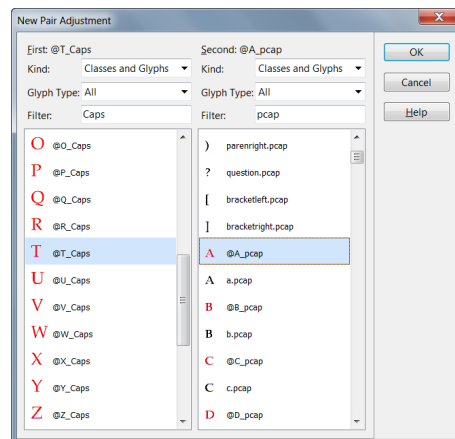 New Pair Adjustment
X
First: @T_Caps
Second: @A_pcap
OK
Kind: Classes and Glyphs
Kind: Classes and Glyphs
Cancel
Glyph Type: All
Glyph Type: All
Help
Filter: Caps
Filter: pcap
O @O_Caps
P @P_Caps
Q @Q_Caps
R @R_Caps
T @T_Caps
U @U_Caps
V @V_Caps
W @W_Caps
X @X_Caps
Y @Y_Caps
Z @Z_Caps
) parenright.pcap
? question.pcap
[ bracketleft.pcap
] bracketright.pcap
A @A_pcap
A a.pcap
B @B_pcap
B b.pcap
C @C_pcap
C c.pcap
D @D_pcap